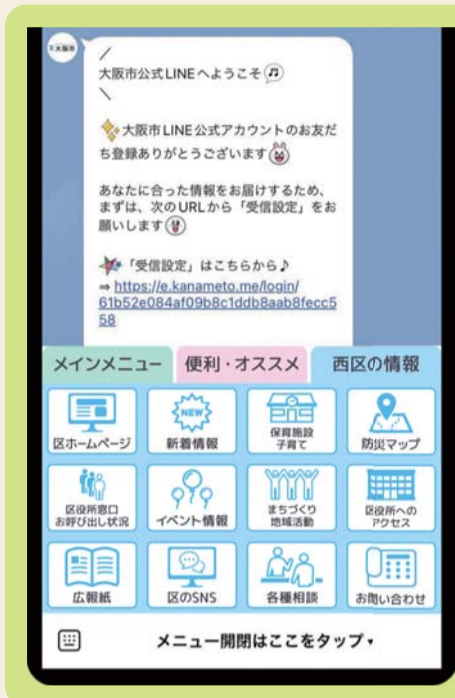 大阪市
／
大阪市公式LINEへようこそ
＼
大阪市LINE公式アカウントのお友だ
ち登録ありがとうございます
あなたに合った情報をお届けするため、
まずは、次のURLから「受信設定」をお
願いします
「受信設定」はこちらから♪
⇒ https://e.kanameto.me/login/
61b52e084af09b8c1ddb8aab8fecc5
58
メインメニュー 便利・オススメ 西区の情報
区ホームページ
NEW
新着情報
保育施設
子育て
防災マップ
区役所窓口
お呼び出し状況
イベント情報
まちづくり
地域活動
区役所への
アクセス
広報紙
区のSNS
各種相談
お問い合わせ
メニュー開閉はここをタップ▾